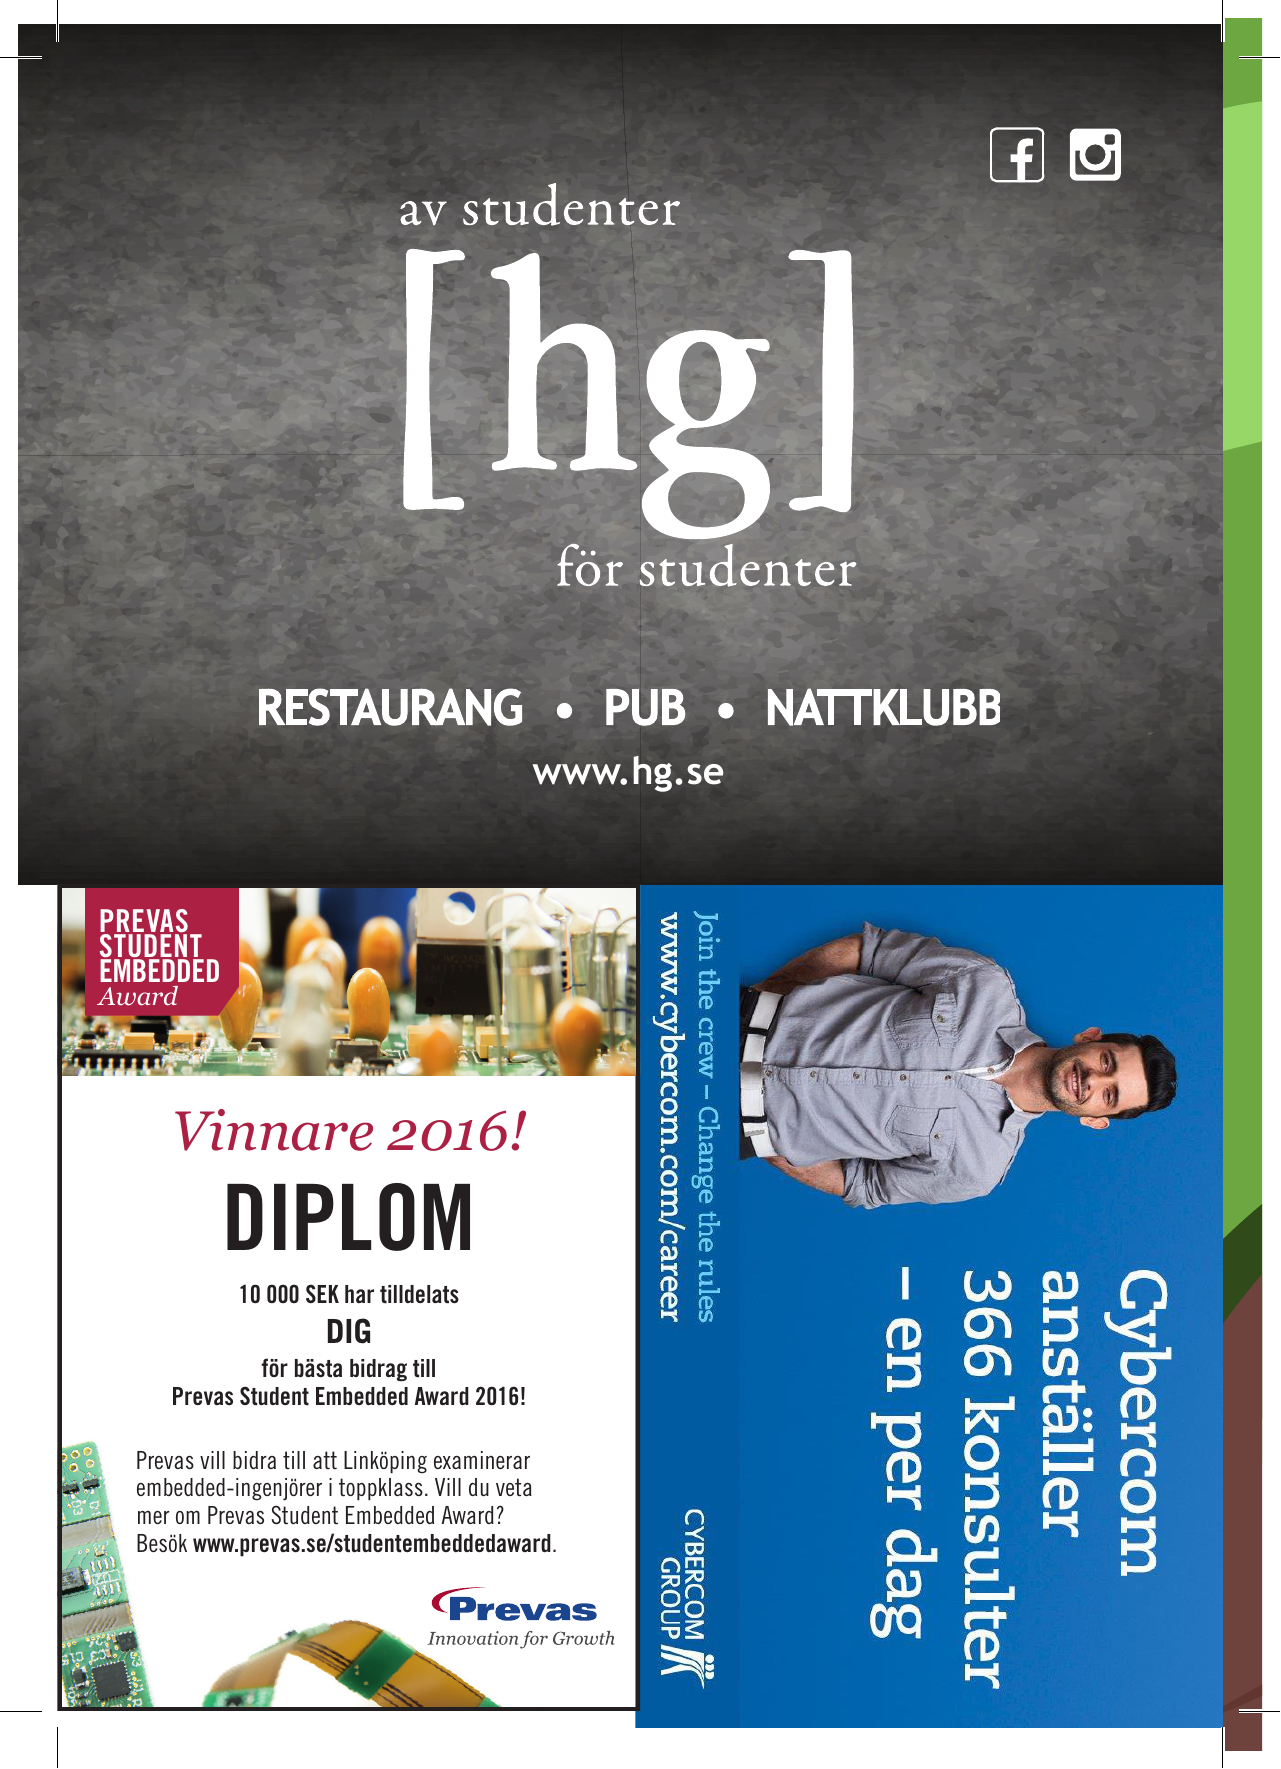 av studenter
[hg]
för studenter
RESTAURANG • PUB • NATTKLUBB
www.hg.se
PREVAS
STUDENT
EMBEDDED
Award
Vinnare 2016!
DIPLOM
10 000 SEK har tilldelats
DIG
för bästa bidrag till
Prevas Student Embedded Award 2016!
Prevas vill bidra till att Linköping examinerar
embedded-ingenjörer i toppklass. Vill du veta
mer om Prevas Student Embedded Award?
Besök www.prevas.se/studentembeddedaward.
Prevas
Innovation for Growth
Cybercom
anställer
366 konsulter
– en per dag
Join the crew – Change the rules
www.cybercom.com/career
CYBERCOM
GROUP